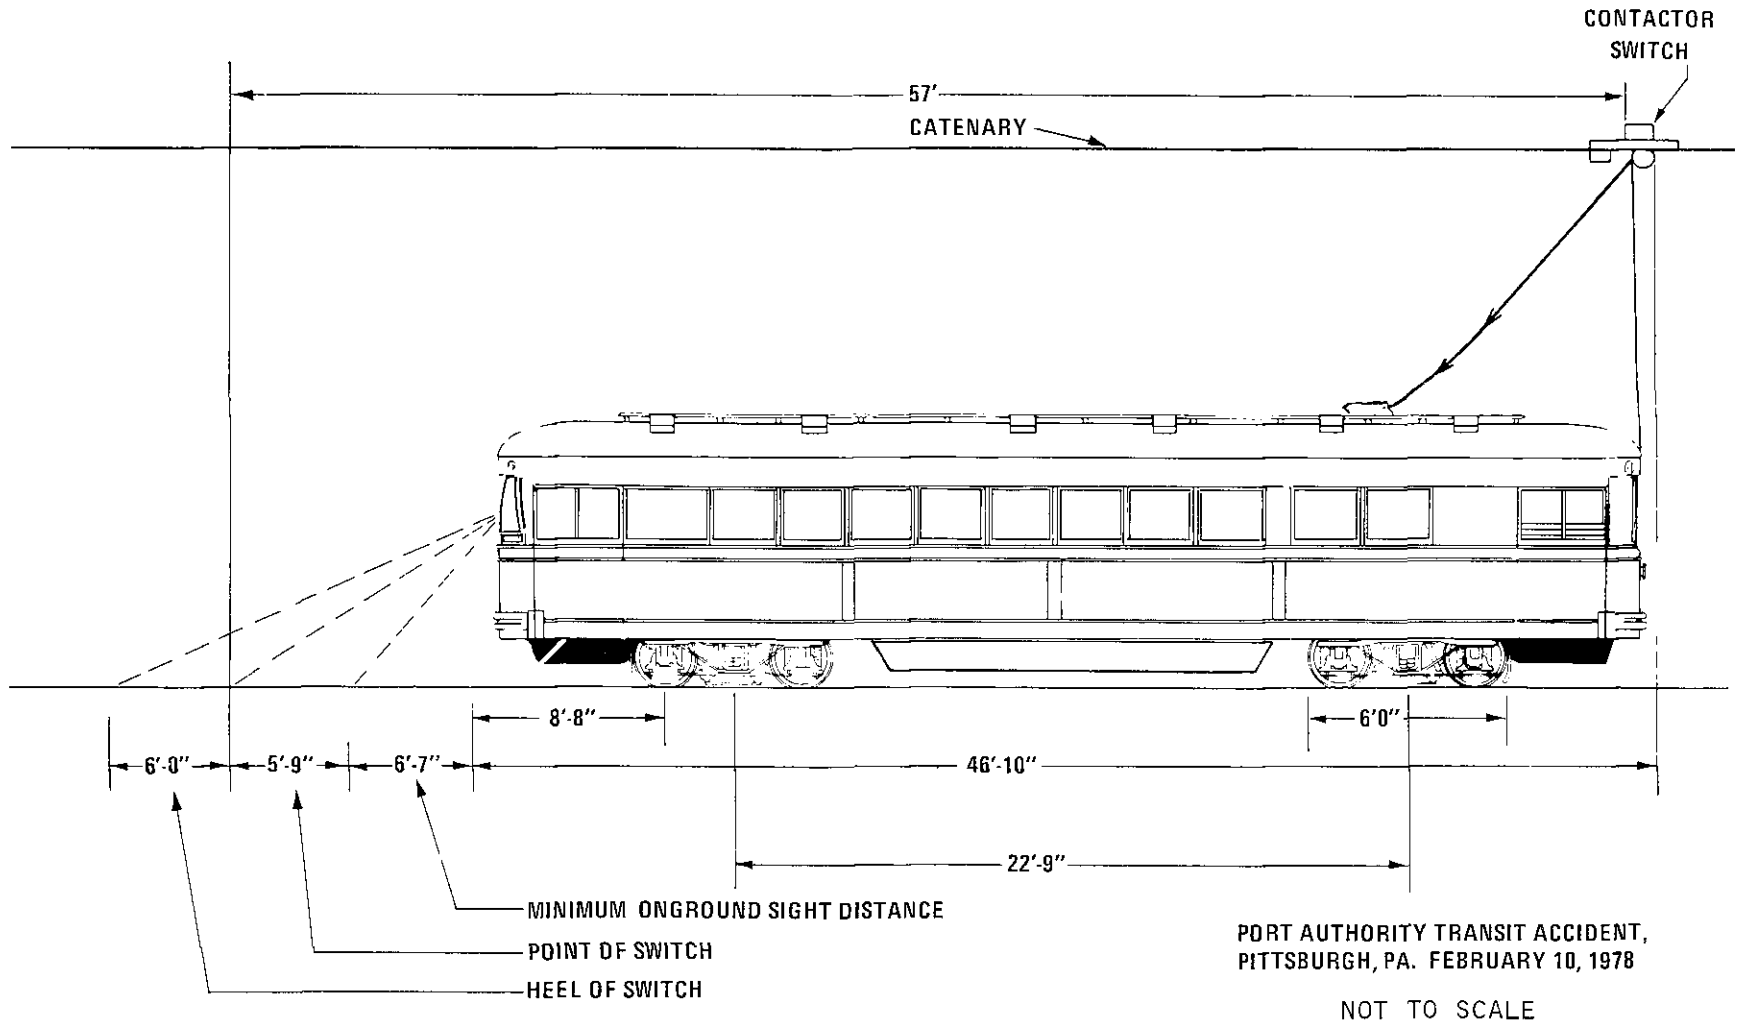 CONTACTOR
SWITCH
57'
CATENARY
8'-8"
6'0"
6'-0"
5'-9"
6'-7"
46'-10"
22'-9"
MINIMUM ONGROUND SIGHT DISTANCE
POINT OF SWITCH
HEEL OF SWITCH
PORT AUTHORITY TRANSIT ACCIDENT,
PITTSBURGH, PA. FEBRUARY 10, 1978
NOT TO SCALE